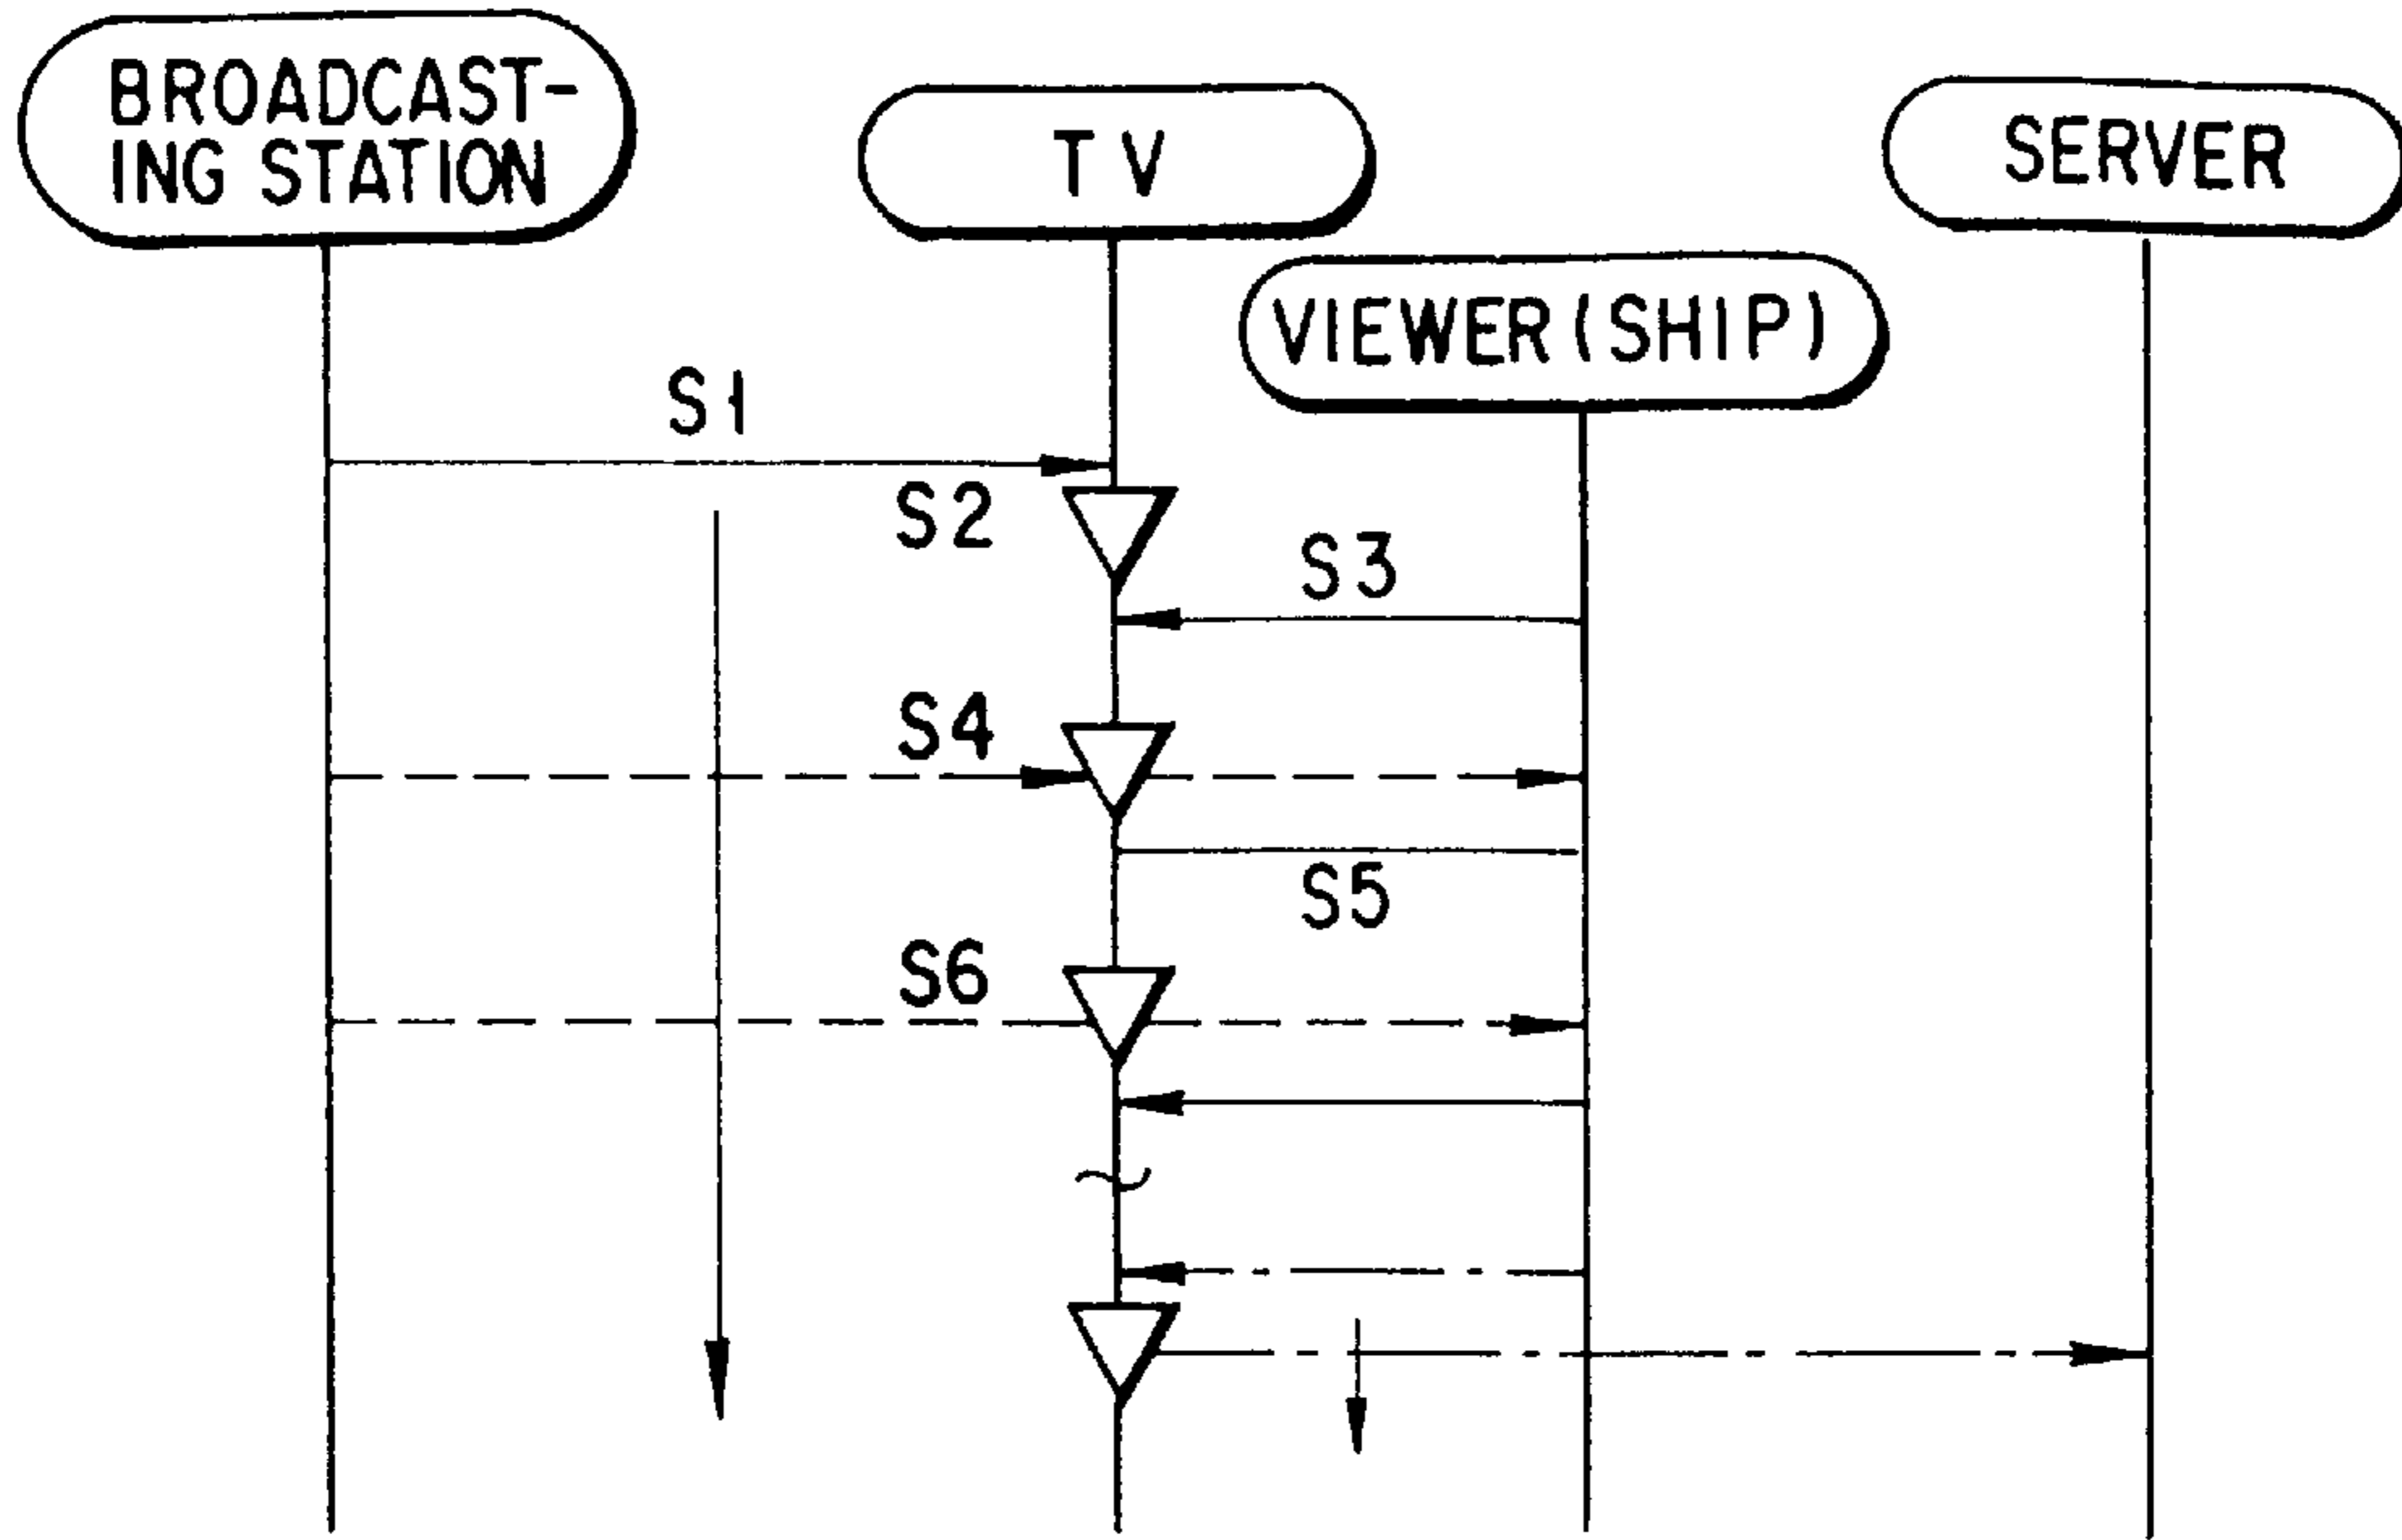 BROADCAST-
ING STATION
TV
SERVER
VIEWER(SHIP)
S1
S2
S3
S4
S5
S6